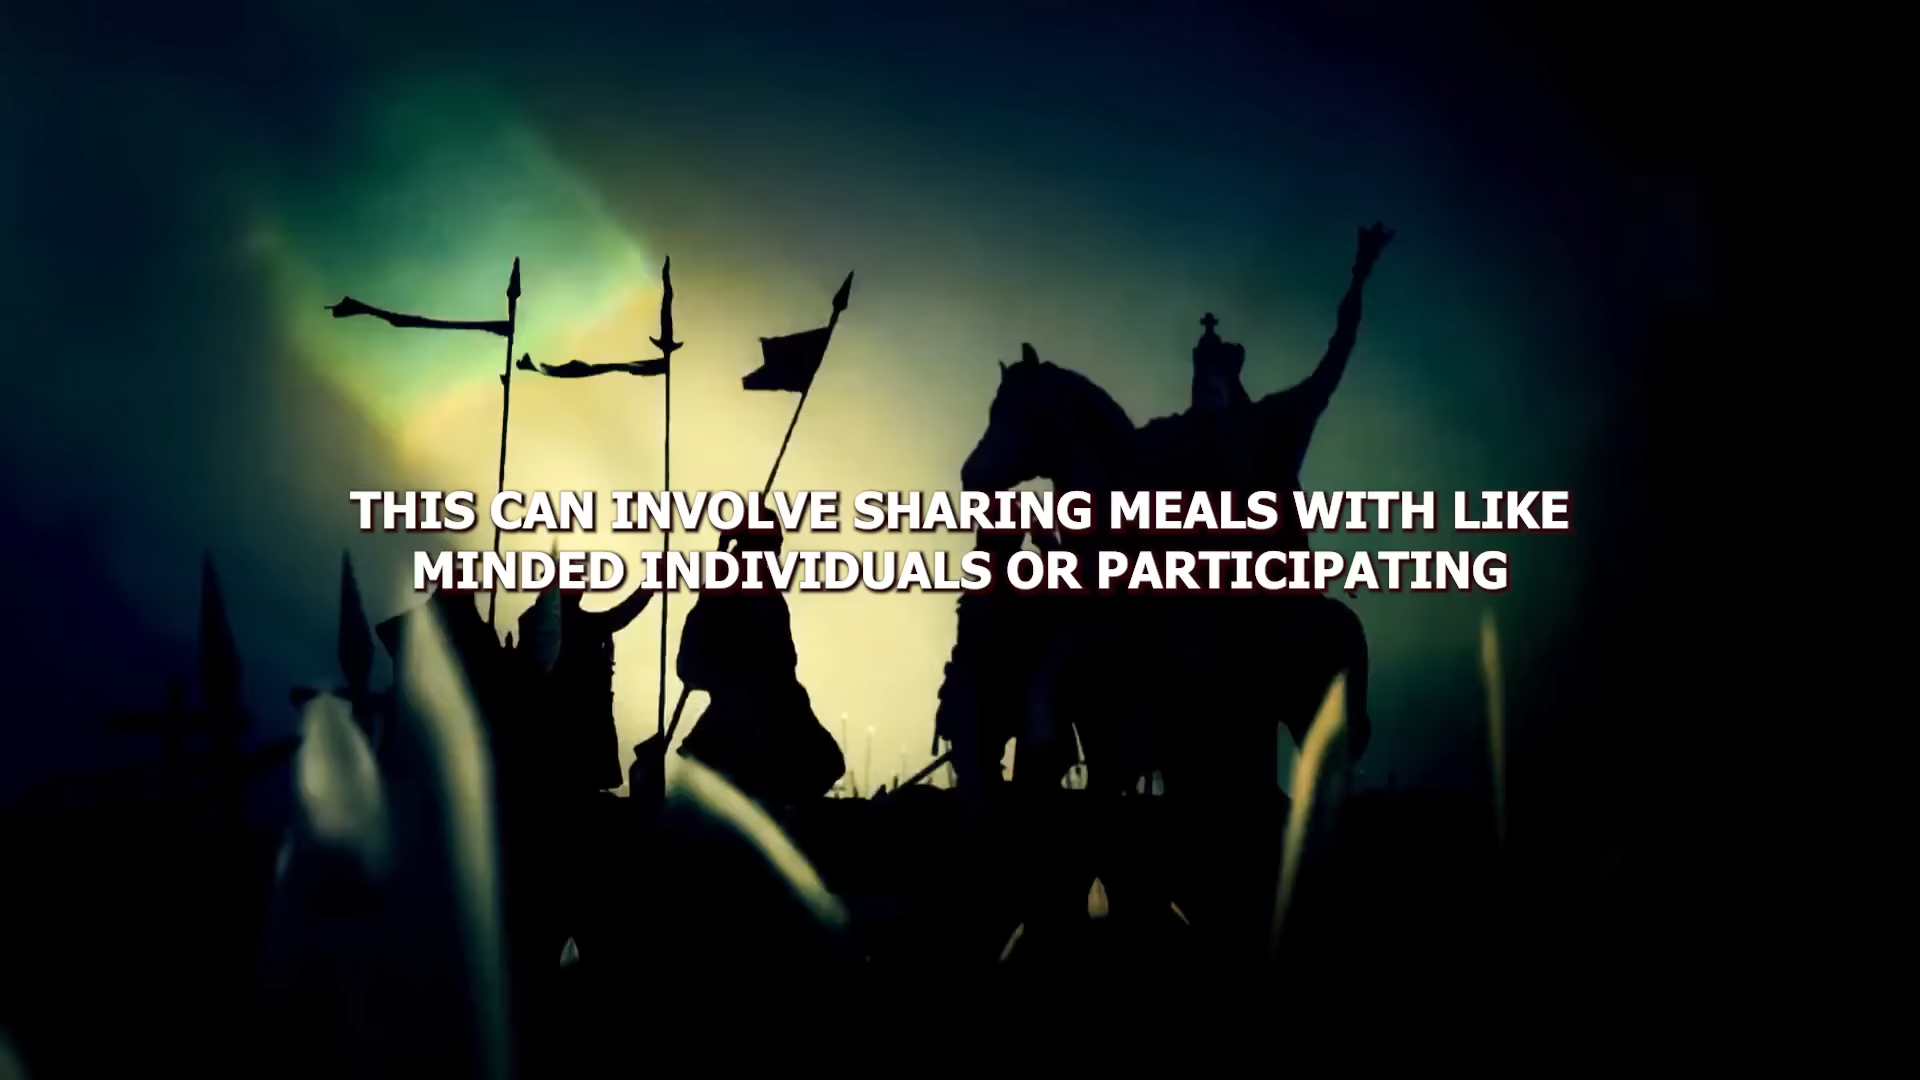 THIS CAN INVOLVE SHARING MEALS WITH LIKE
MINDED INDIVIDUALS OR PARTICIPATING